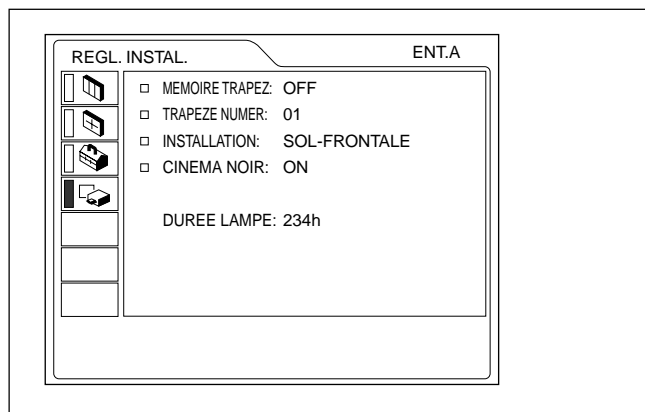 REGL. INSTAL. ENT.A
MEMOIRE TRAPEZ: OFF
TRAPEZE NUMER: 01
INSTALLATION: SOL-FRONTALE
CINEMA NOIR: ON
DUREE LAMPE: 234h